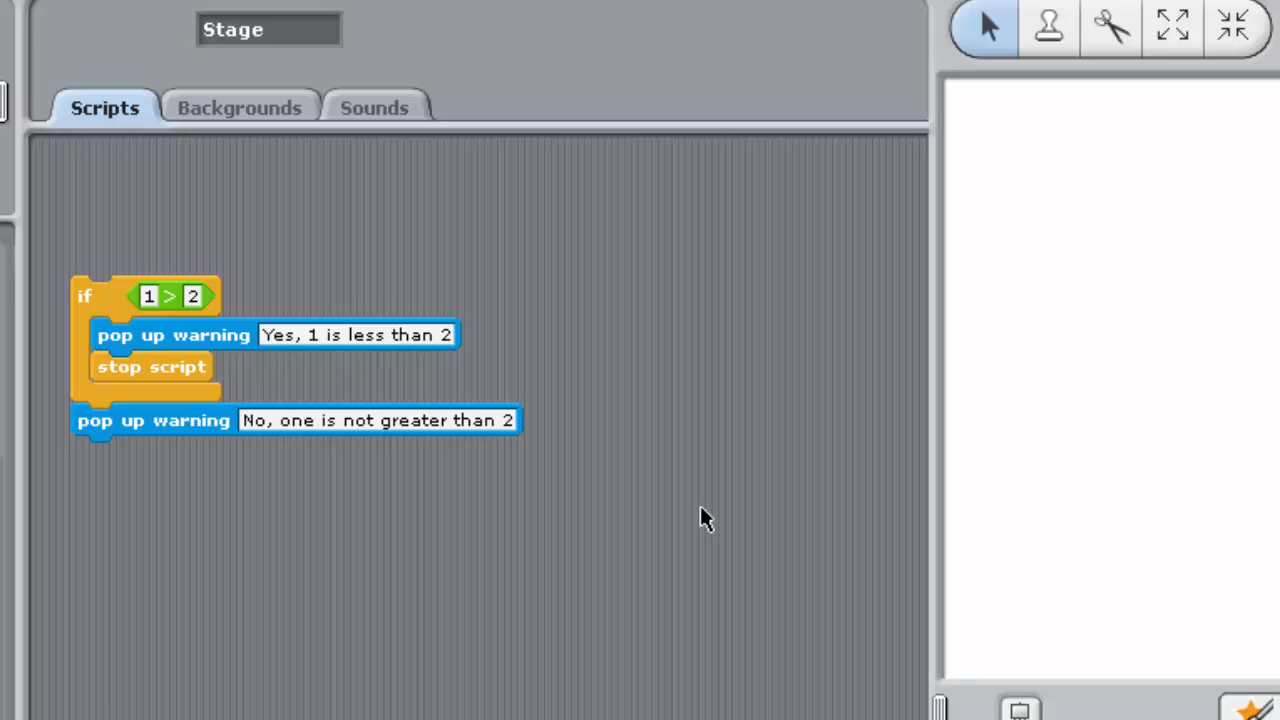 Stage
Scripts Backgrounds Sounds
if 1 > 2
pop up warning Yes, 1 is less than 2
stop script
pop up warning No, one is not greater than 2